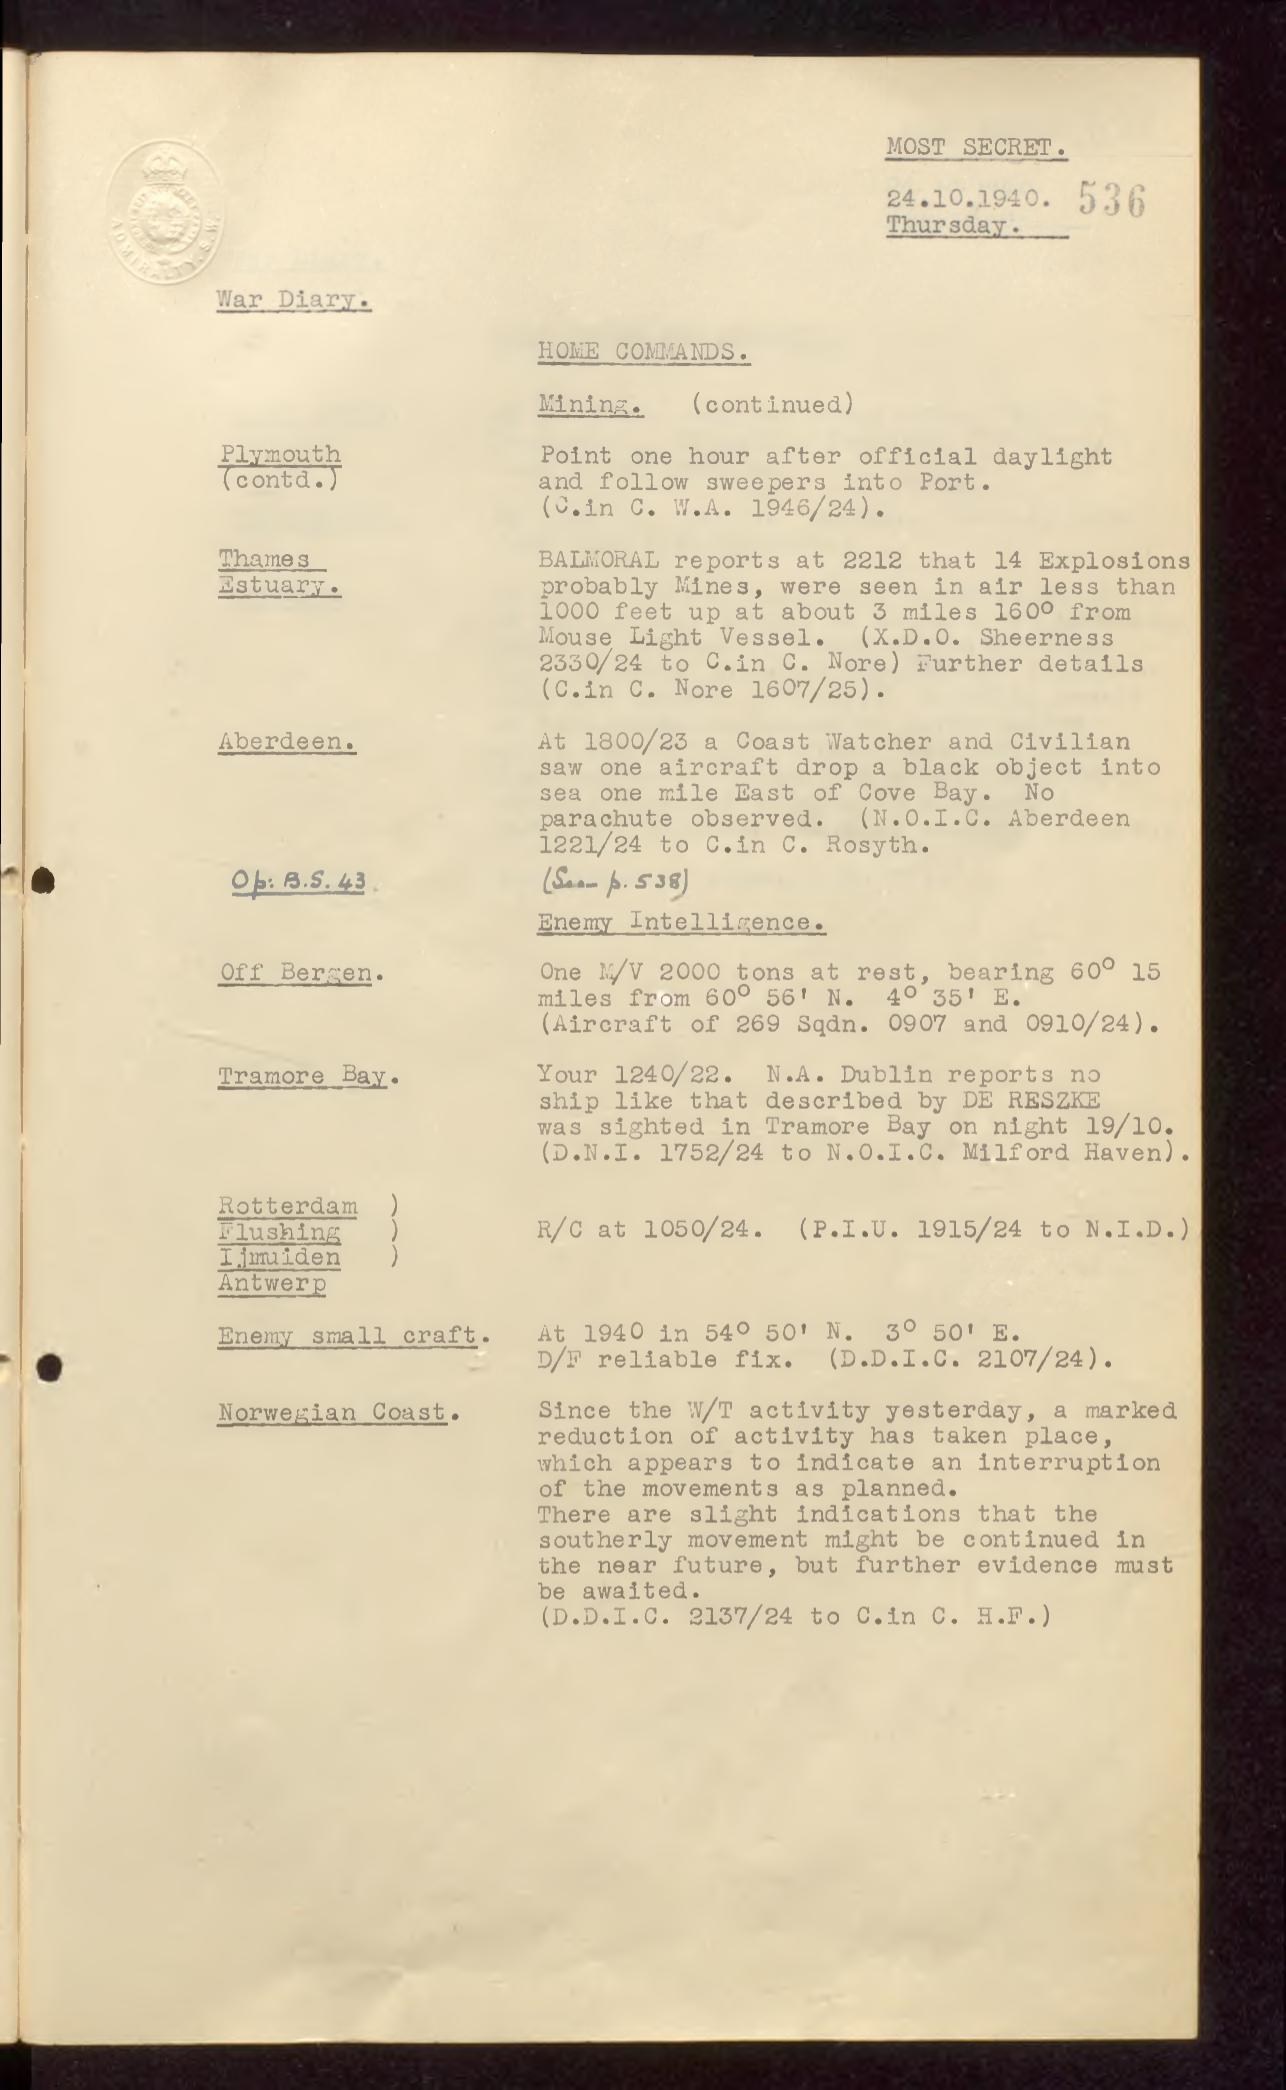 MOST SECRET.
24.10.1940. 536
Thursday.
ADMIRALTY. S.W.
War Diary.
HOME COMMANDS.
Mining. (continued)
Plymouth
(contd.)
Point one hour after official daylight
and follow sweepers into Port.
(C.in C. W.A. 1946/24).
Thames
Estuary.
BALMORAL reports at 2212 that 14 Explosions
probably Mines, were seen in air less than
1000 feet up at about 3 miles 160° from
Mouse Light Vessel. (X.D.O. Sheerness
2330/24 to C.in C. Nore) Further details
(C.in C. Nore 1607/25).
Aberdeen.
At 1800/23 a Coast Watcher and Civilian
saw one aircraft drop a black object into
sea one mile East of Cove Bay. No
parachute observed. (N.O.I.C. Aberdeen
1221/24 to C.in C. Rosyth.
Op: B.S. 43 (See p. 538)
Enemy Intelligence.
Off Bergen.
One M/V 2000 tons at rest, bearing 60° 15
miles from 60° 56' N. 4° 35' E.
(Aircraft of 269 Sqdn. 0907 and 0910/24).
Tramore Bay.
Your 1240/22. N.A. Dublin reports no
ship like that described by DE RESZKE
was sighted in Tramore Bay on night 19/10.
(D.N.I. 1752/24 to N.O.I.C. Milford Haven).
Rotterdam )
Flushing ) R/C at 1050/24. (P.I.U. 1915/24 to N.I.D.)
Ijmuiden )
Antwerp
Enemy small craft.
At 1940 in 54° 50' N. 3° 50' E.
D/F reliable fix. (D.D.I.C. 2107/24).
Norwegian Coast.
Since the W/T activity yesterday, a marked
reduction of activity has taken place,
which appears to indicate an interruption
of the movements as planned.
There are slight indications that the
southerly movement might be continued in
the near future, but further evidence must
be awaited.
(D.D.I.C. 2137/24 to C.in C. H.F.)